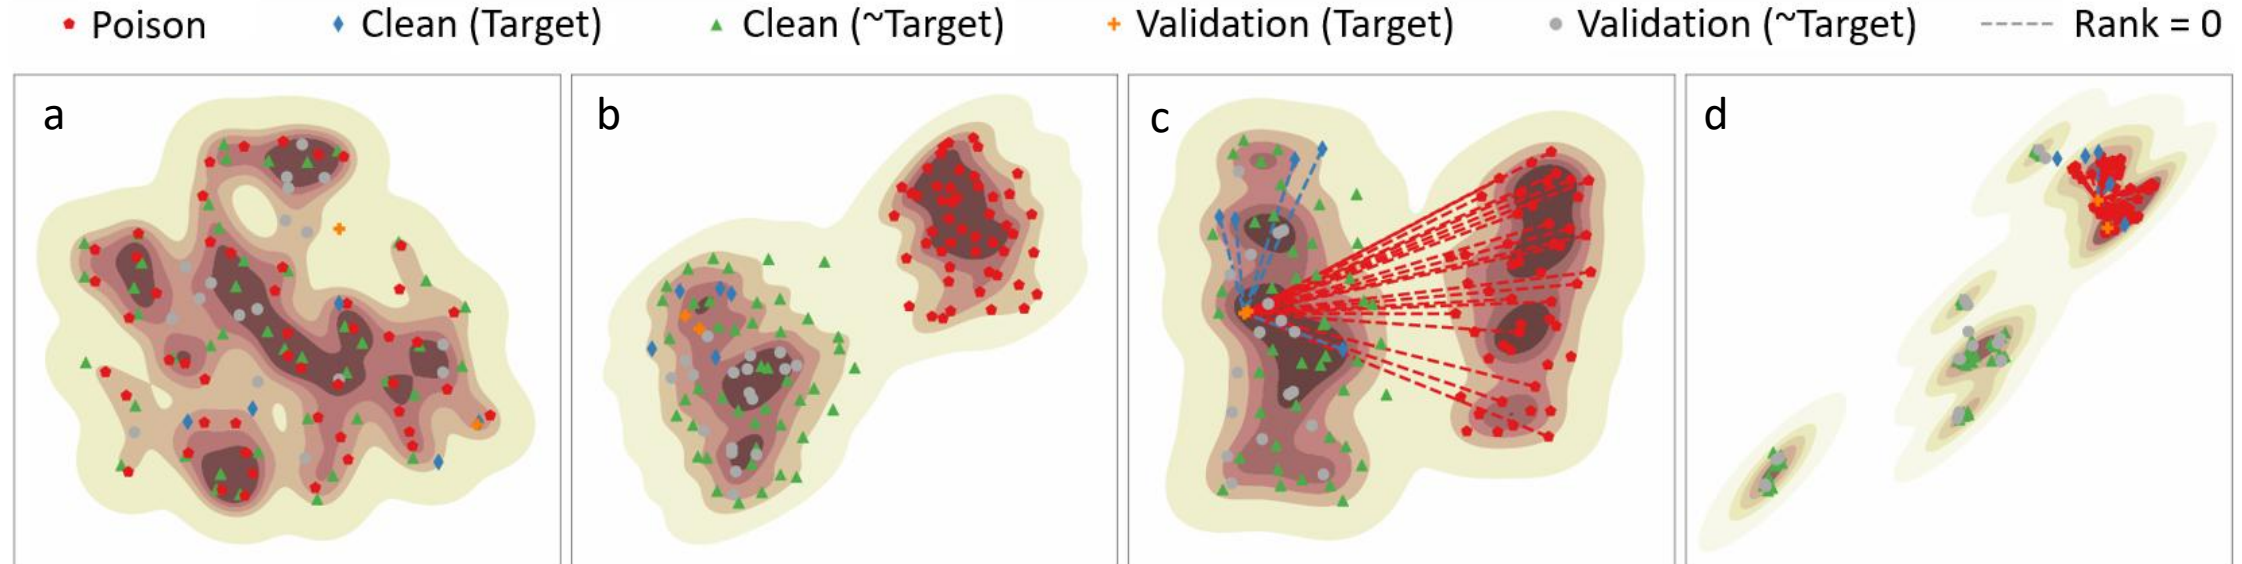 Poison Clean (Target) Clean (~Target) Validation (Target) Validation (~Target) Rank = 0
a b c d